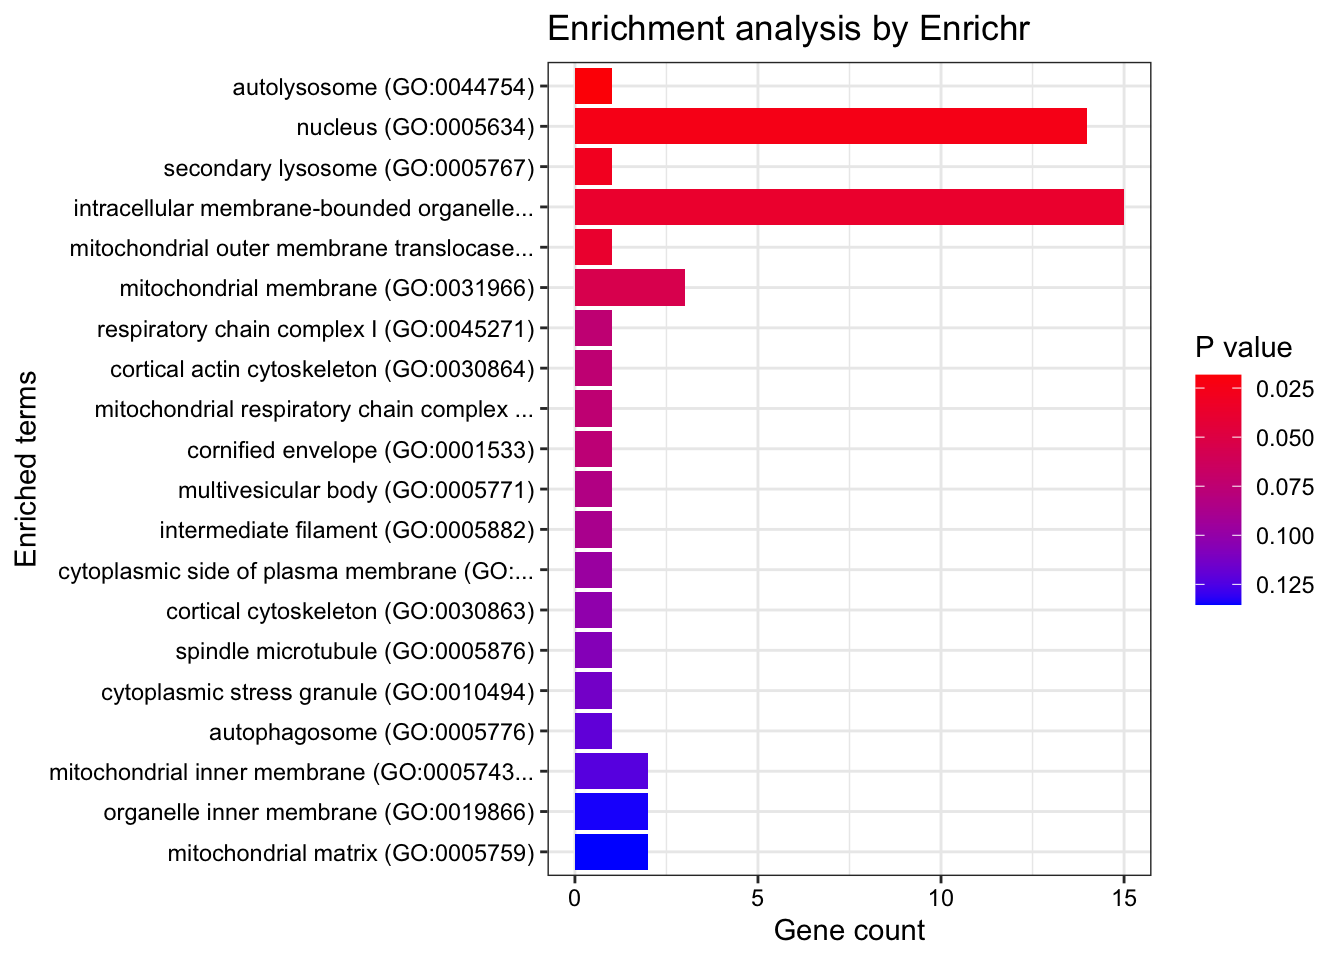 Enrichment analysis by Enrichr
autolysosome (GO:0044754)
nucleus (GO:0005634)
secondary lysosome (GO:0005767)
intracellular membrane-bounded organelle...
mitochondrial outer membrane translocase...
mitochondrial membrane (GO:0031966)
respiratory chain complex I (GO:0045271)
cortical actin cytoskeleton (GO:0030864)
mitochondrial respiratory chain complex ...
cornified envelope (GO:0001533)
multivesicular body (GO:0005771)
intermediate filament (GO:0005882)
cytoplasmic side of plasma membrane (GO:...
cortical cytoskeleton (GO:0030863)
spindle microtubule (GO:0005876)
cytoplasmic stress granule (GO:0010494)
autophagosome (GO:0005776)
mitochondrial inner membrane (GO:0005743...
organelle inner membrane (GO:0019866)
mitochondrial matrix (GO:0005759)
Enriched terms
0 5 10 15
Gene count
P value
0.025
0.050
0.075
0.100
0.125